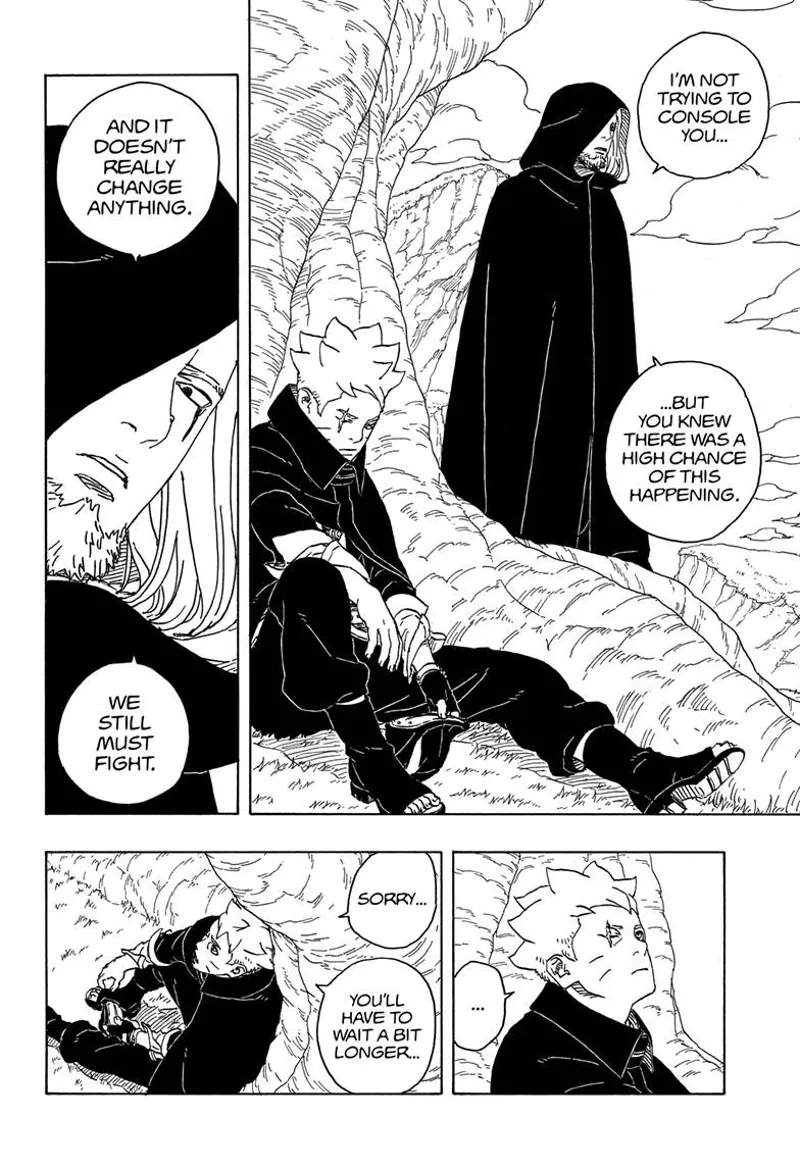 I'M NOT
TRYING TO
CONSOLE
YOU...
...BUT
YOU KNEW
THERE WAS A
HIGH CHANCE
OF THIS
HAPPENING.
AND IT
DOESN'T
REALLY
CHANGE
ANYTHING.
WE
STILL
MUST
FIGHT.
...
SORRY...
YOU'LL
HAVE TO
WAIT A BIT
LONGER...